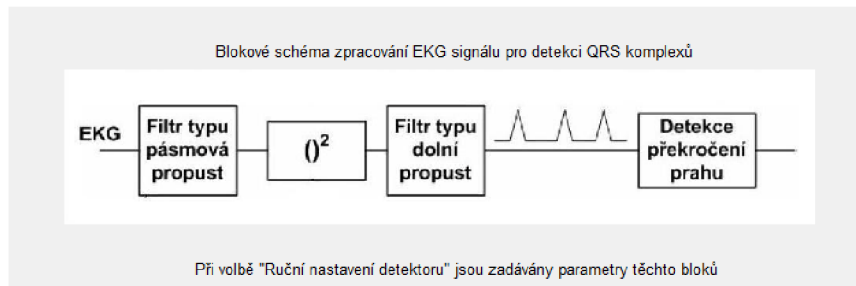 Blokové schéma zpracování EKG signálu pro detekci QRS komplexů
EKG
Filtr typu
pásmová
propust
()²
Filtr typu
dolní
propust
Detekce
překročení
prahu
Při volbě "Ruční nastavení detektoru" jsou zadávány parametry těchto bloků